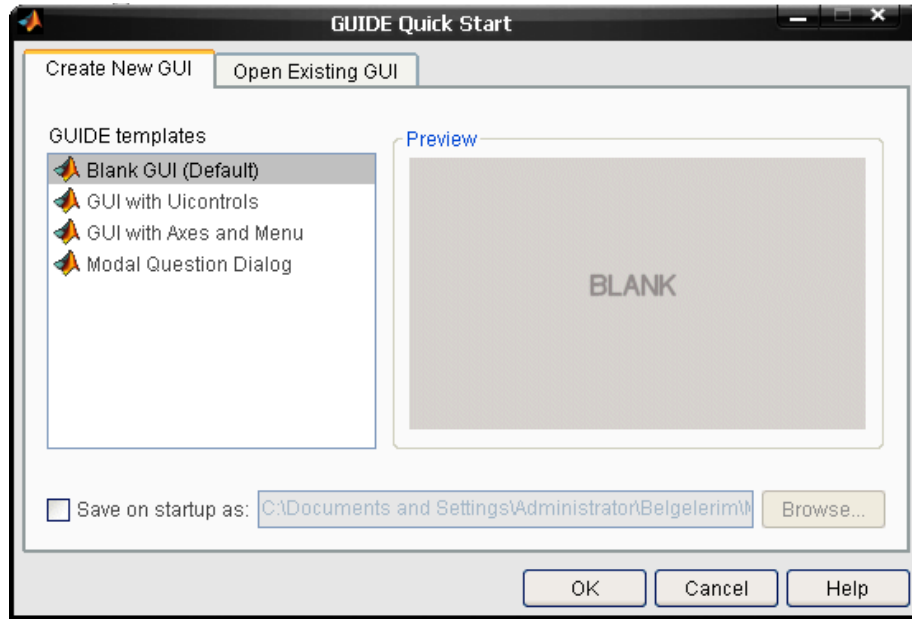 GUIDE Quick Start
Create New GUI
Open Existing GUI
GUIDE templates
Blank GUI (Default)
GUI with Uicontrols
GUI with Axes and Menu
Modal Question Dialog
Preview
BLANK
Save on startup as:
C:\Documents and Settings\Administrator\Belgelerim\
Browse...
OK
Cancel
Help